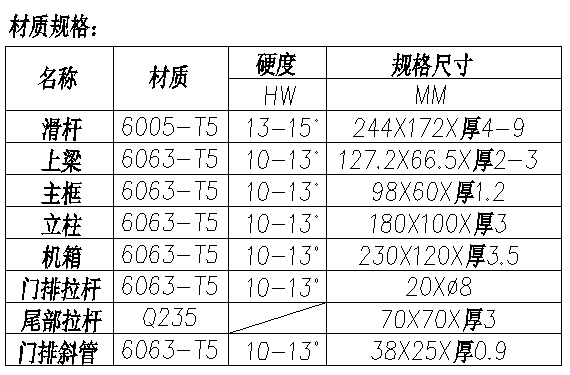 材质规格：
名称 材质 硬度 规格尺寸
HW MM
滑杆 6005-T5 13-15° 244X172X厚4-9
上梁 6063-T5 10-13° 127.2X66.5X厚2-3
主框 6063-T5 10-13° 98X60X厚1.2
立柱 6063-T5 10-13° 180X100X厚3
机箱 6063-T5 10-13° 230X120X厚3.5
门排拉杆 6063-T5 10-13° 20Xø8
尾部拉杆 Q235 70X70X厚3
门排斜管 6063-T5 10-13° 38X25X厚0.9